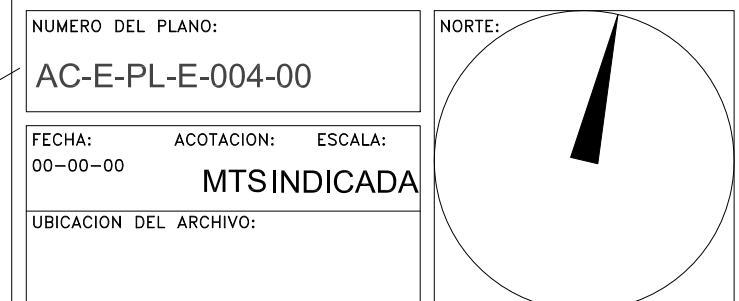 NUMERO DEL PLANO:
AC-E-PL-E-004-00
NORTE:
FECHA: ACOTACION: ESCALA:
00-00-00 MTS INDICADA
UBICACION DEL ARCHIVO: